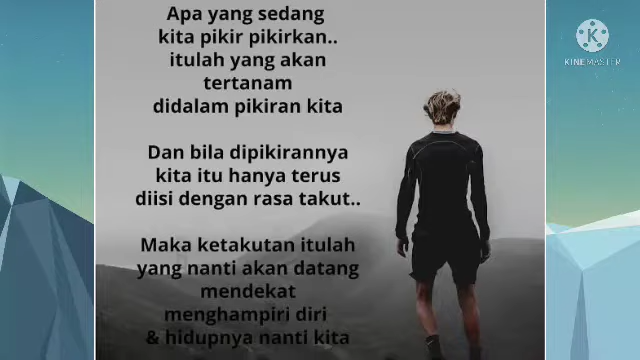 Apa yang sedang
kita pikir pikirkan..
itulah yang akan
tertanam
didalam pikiran kita
Dan bila dipikirannya
kita itu hanya terus
diisi dengan rasa takut..
Maka ketakutan itulah
yang nanti akan datang
mendekat
menghampiri diri
& hidupnya nanti kita
K
KINEMASTER